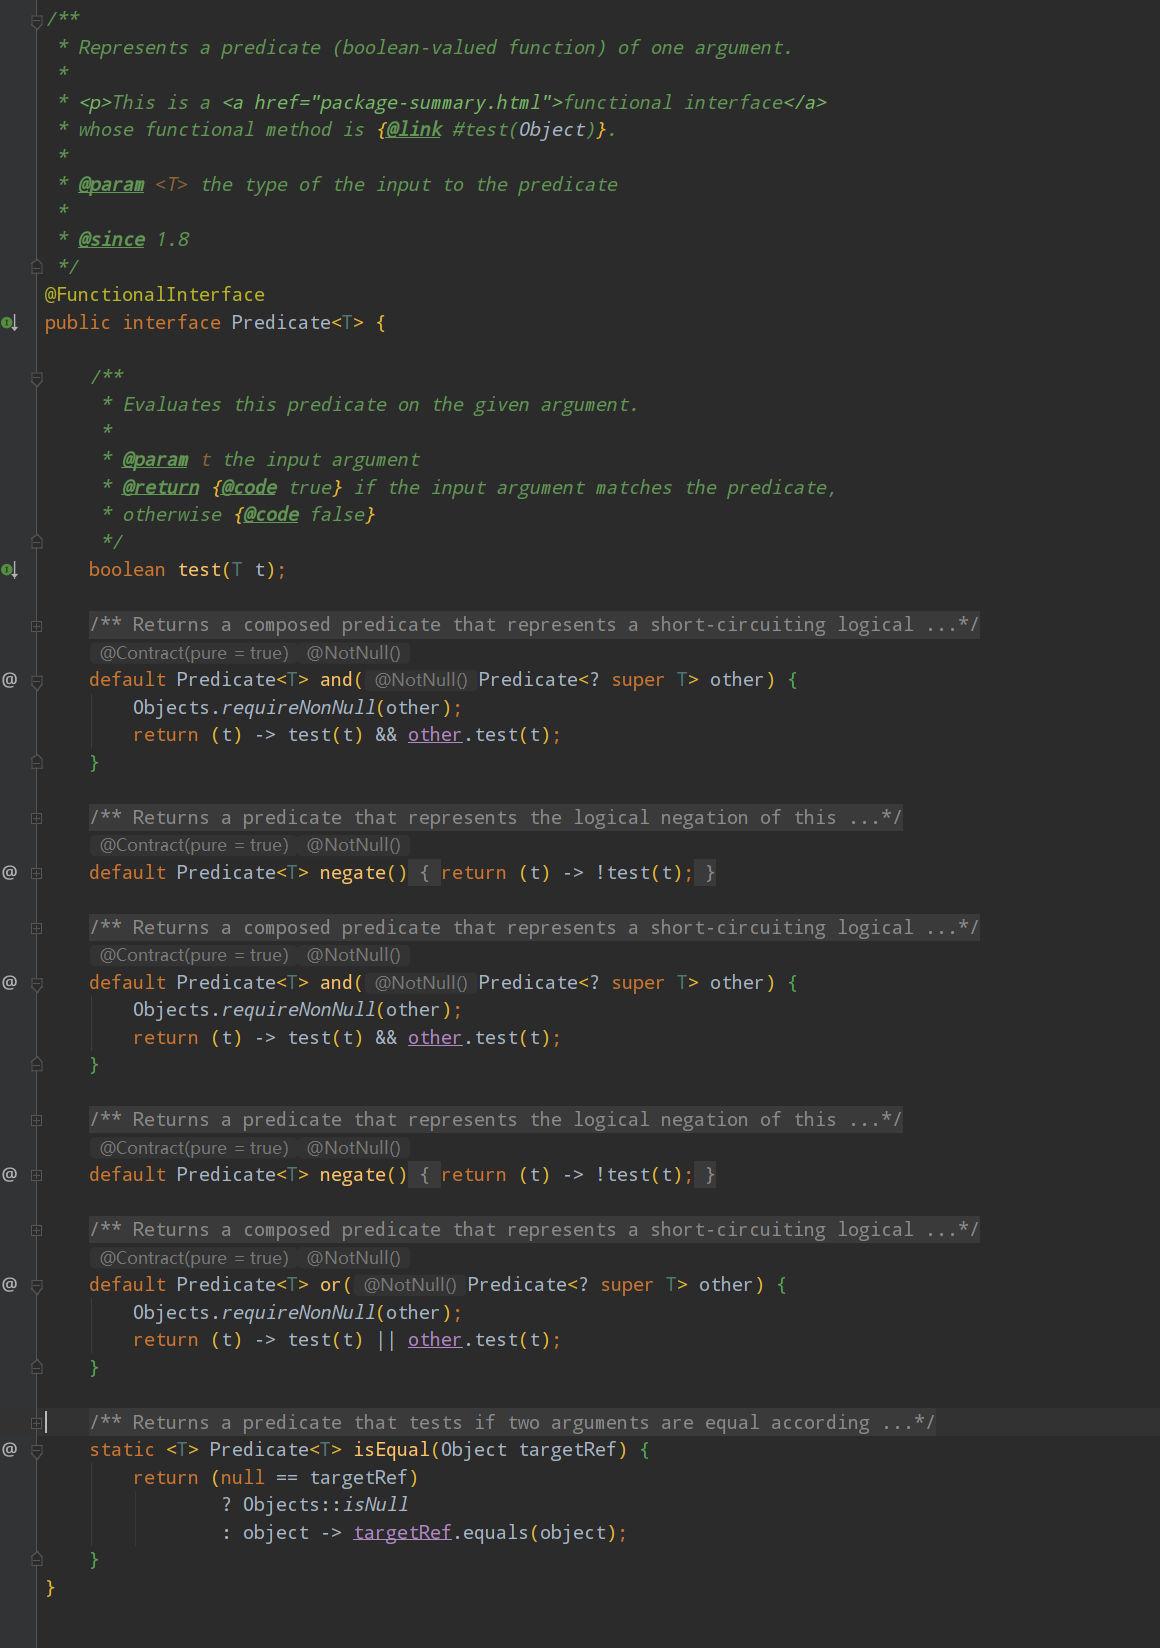 /**
 * Represents a predicate (boolean-valued function) of one argument.
 *
 * <p>This is a <a href="package-summary.html">functional interface</a>
 * whose functional method is {@link #test(Object)}.
 *
 * @param <T> the type of the input to the predicate
 *
 * @since 1.8
 */
@FunctionalInterface
public interface Predicate<T> {
    /**
     * Evaluates this predicate on the given argument.
     *
     * @param t the input argument
     * @return {@code true} if the input argument matches the predicate,
     * otherwise {@code false}
     */
    boolean test(T t);
    /** Returns a composed predicate that represents a short-circuiting logical ...*/
    @Contract(pure = true) @NotNull()
@   default Predicate<T> and( @NotNull() Predicate<? super T> other) {
        Objects.requireNonNull(other);
        return (t) -> test(t) && other.test(t);
    }
    /** Returns a predicate that represents the logical negation of this ...*/
    @Contract(pure = true) @NotNull()
@   default Predicate<T> negate() { return (t) -> !test(t); }
    /** Returns a composed predicate that represents a short-circuiting logical ...*/
    @Contract(pure = true) @NotNull()
@   default Predicate<T> and( @NotNull() Predicate<? super T> other) {
        Objects.requireNonNull(other);
        return (t) -> test(t) && other.test(t);
    }
    /** Returns a predicate that represents the logical negation of this ...*/
    @Contract(pure = true) @NotNull()
@   default Predicate<T> negate() { return (t) -> !test(t); }
    /** Returns a composed predicate that represents a short-circuiting logical ...*/
    @Contract(pure = true) @NotNull()
@   default Predicate<T> or( @NotNull() Predicate<? super T> other) {
        Objects.requireNonNull(other);
        return (t) -> test(t) || other.test(t);
    }
    /** Returns a predicate that tests if two arguments are equal according ...*/
@   static <T> Predicate<T> isEqual(Object targetRef) {
        return (null == targetRef)
                ? Objects::isNull
                : object -> targetRef.equals(object);
    }
}